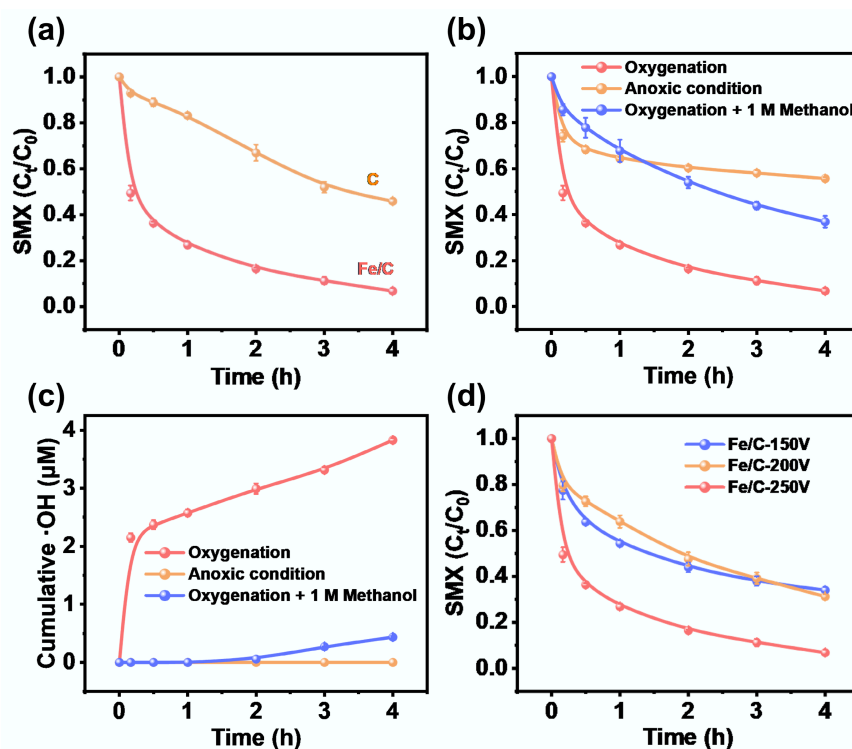 (a)
SMX (Cₜ/C₀)
1.0
0.8
0.6
0.4
0.2
0.0
C
Fe/C
0 1 2 3 4
Time (h)
(b)
SMX (Cₜ/C₀)
1.0
0.8
0.6
0.4
0.2
0.0
Oxygenation
Anoxic condition
Oxygenation + 1 M Methanol
0 1 2 3 4
Time (h)
(c)
Cumulative ·OH (μM)
4
3
2
1
0
Oxygenation
Anoxic condition
Oxygenation + 1 M Methanol
0 1 2 3 4
Time (h)
(d)
SMX (Cₜ/C₀)
1.0
0.8
0.6
0.4
0.2
0.0
Fe/C-150V
Fe/C-200V
Fe/C-250V
0 1 2 3 4
Time (h)